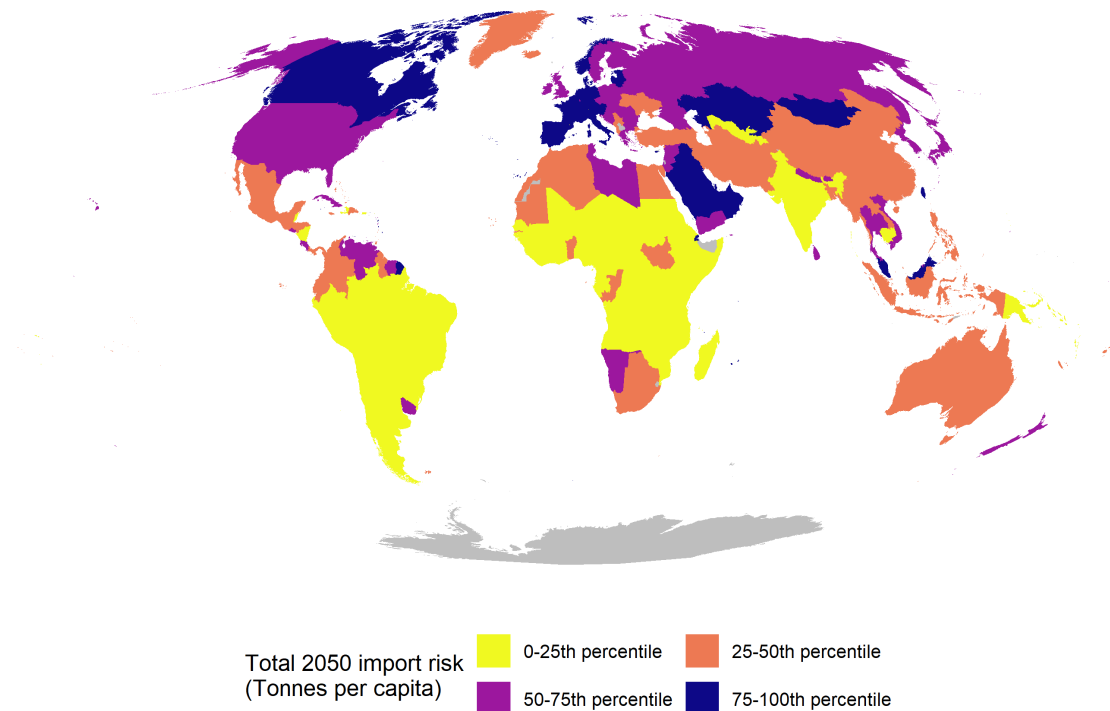 Total 2050 import risk
(Tonnes per capita)
0-25th percentile
25-50th percentile
50-75th percentile
75-100th percentile